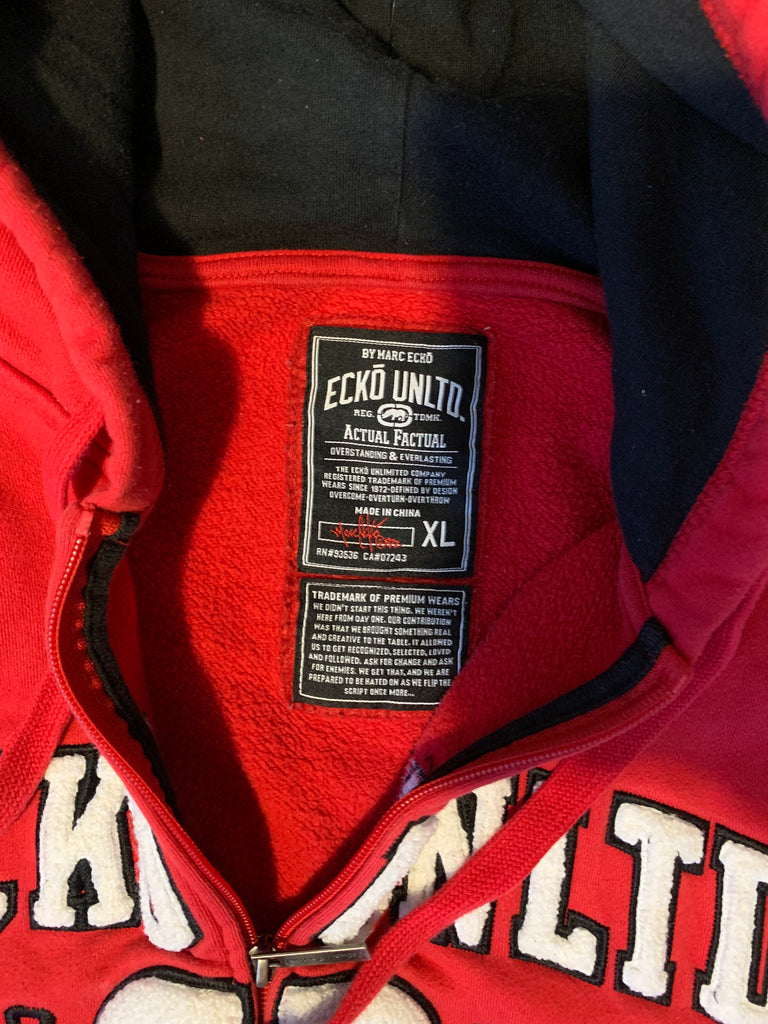 BY MARC ECKŌ
ECKŌ UNLTD.
REG. TDMK.
ACTUAL FACTUAL
OVERSTANDING & EVERLASTING
THE ECKŌ UNLIMITED COMPANY
REGISTERED TRADEMARK OF PREMIUM
WEARS SINCE 1972-DEFINED BY DESIGN
OVERCOME-OVERTURN-OVERTHROW
MADE IN CHINA
XL
RN#93536 CA#07243
TRADEMARK OF PREMIUM WEARS
WE DIDN'T START THIS THING. WE WEREN'T
HERE FROM DAY ONE. OUR CONTRIBUTION
WAS THAT WE BROUGHT SOMETHING REAL
AND CREATIVE TO THE TABLE. IT ALLOWED
US TO GET RECOGNIZED, SELECTED, LOVED
AND FOLLOWED. ASK FOR CHANGE AND ASK
FOR ENEMIES. WE GET THAT, AND WE ARE
PREPARED TO BE HATED ON AS WE FLIP THE
SCRIPT ONCE MORE...
KO NLTD